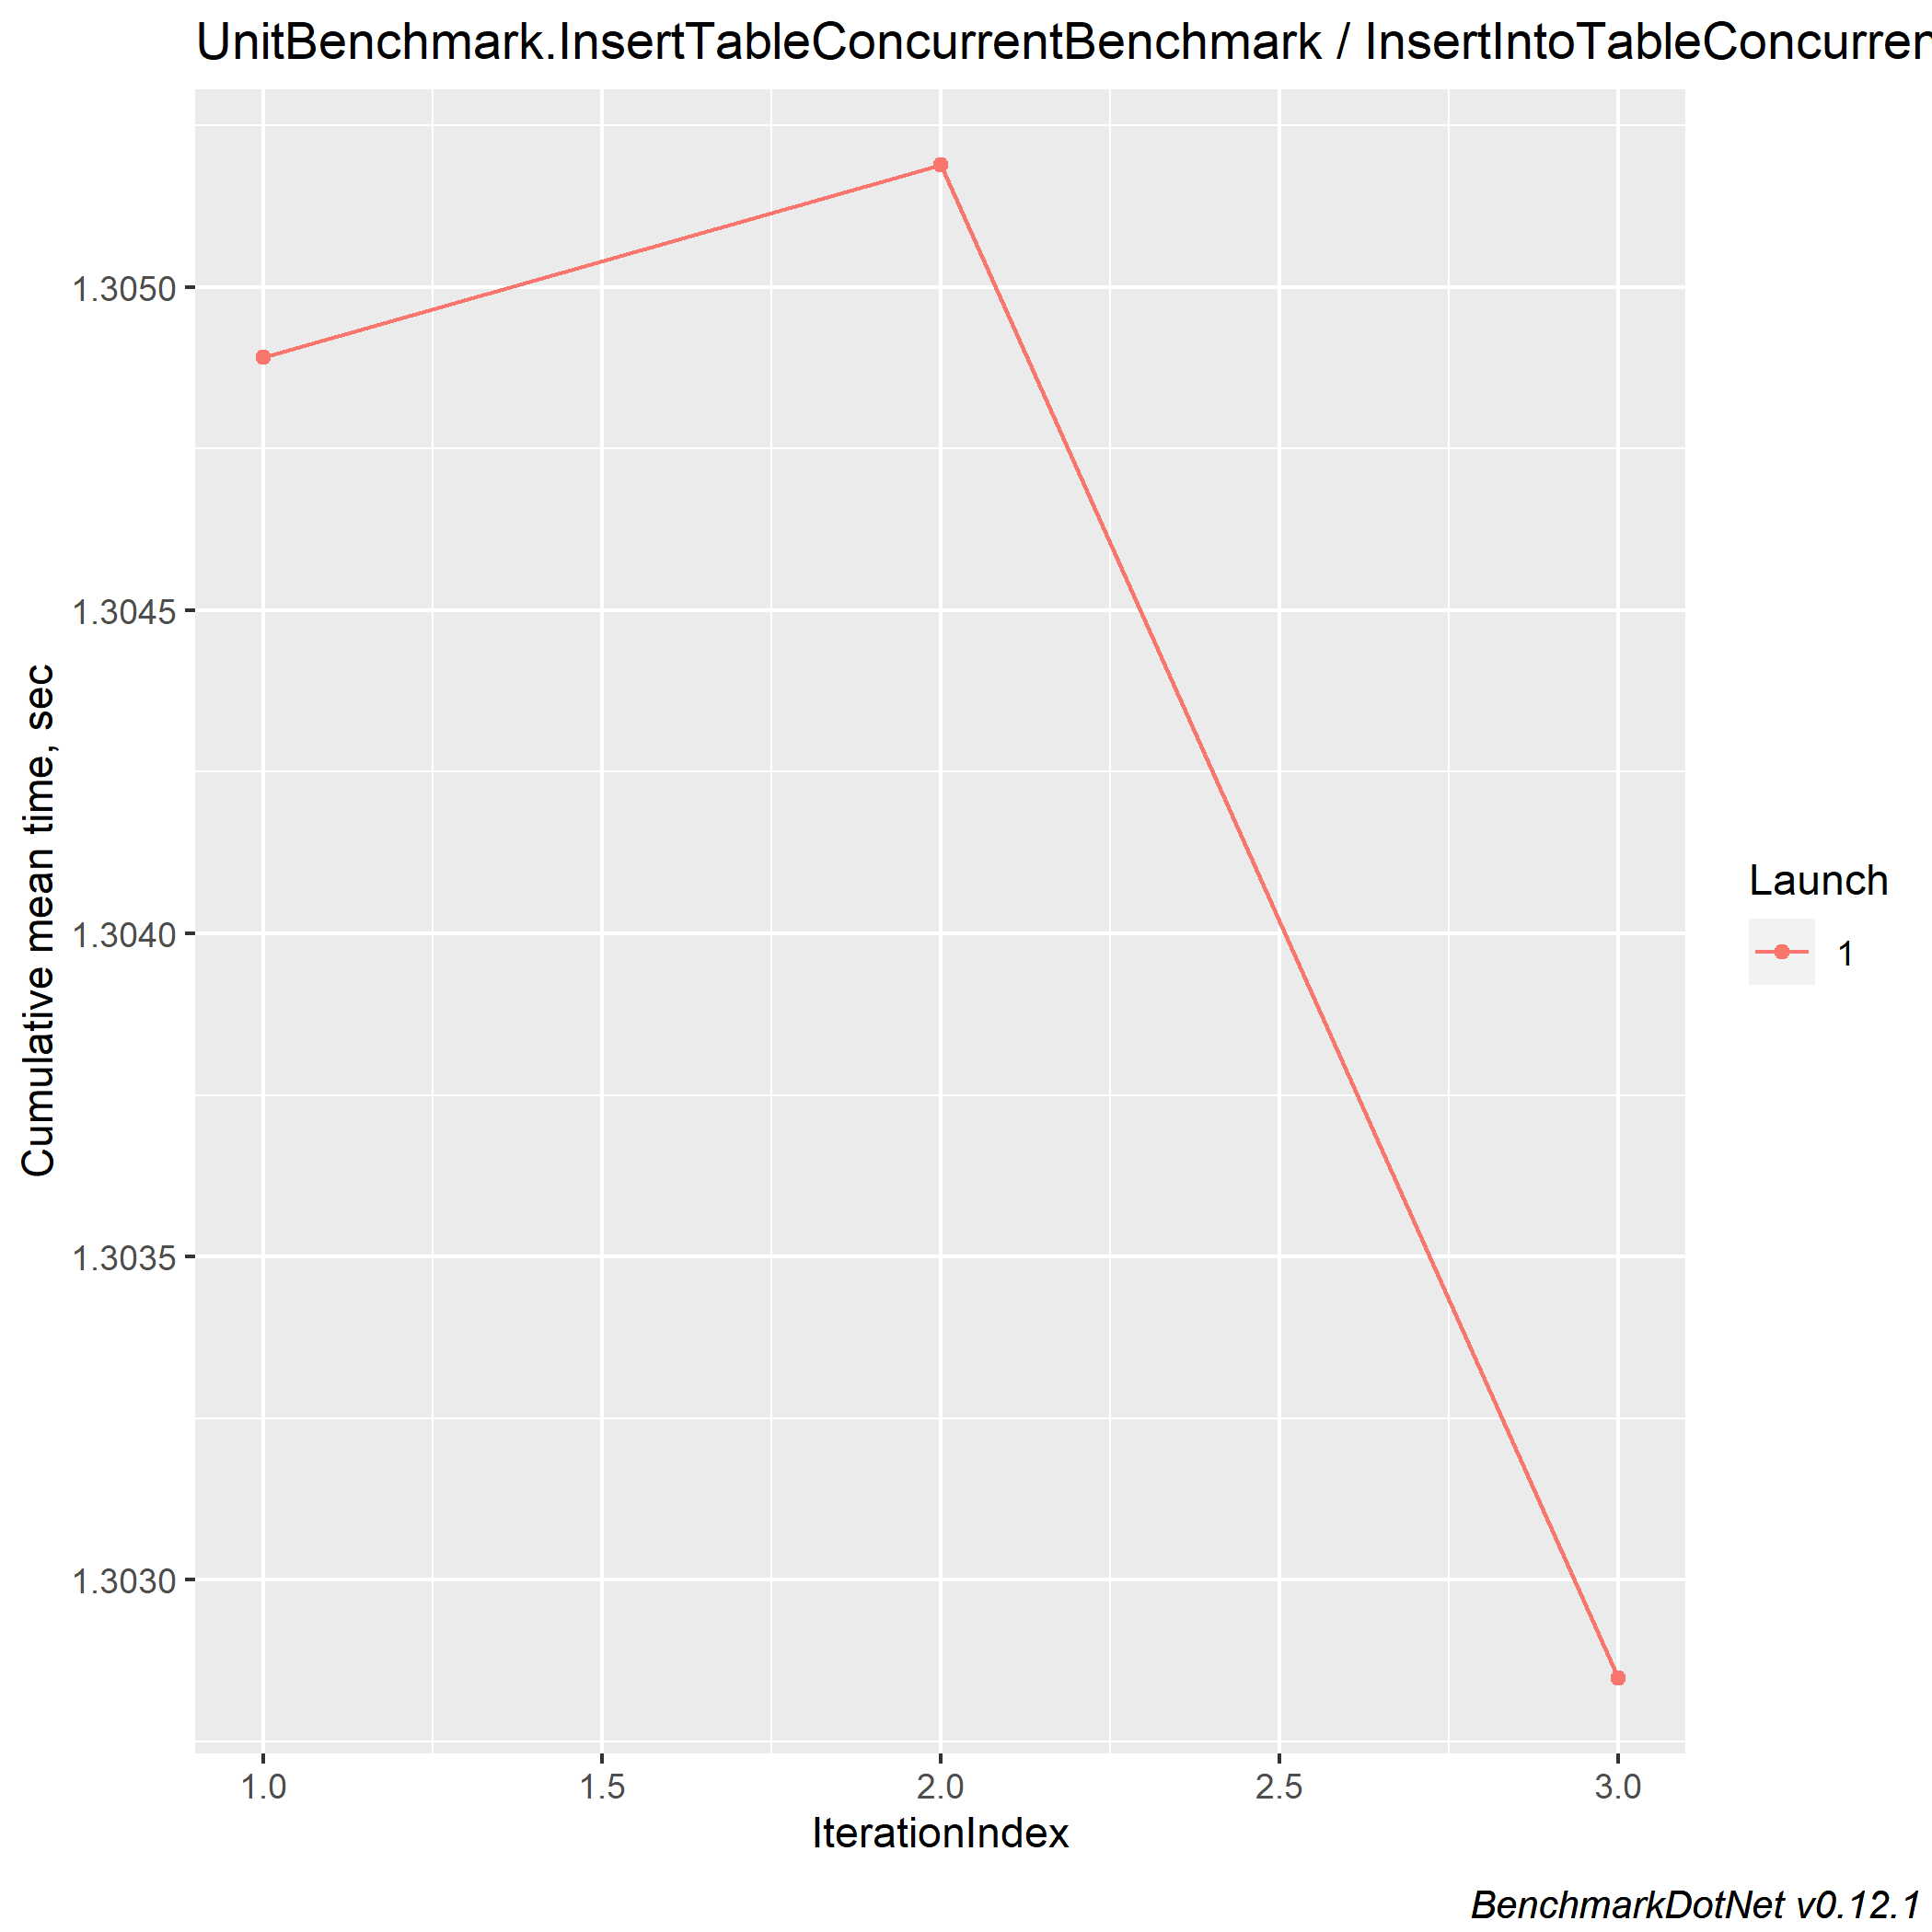 UnitBenchmark.InsertTableConcurrentBenchmark / InsertIntoTableConcurren
1.3050
1.3045
1.3040
1.3035
1.3030
Cumulative mean time, sec
1.0 1.5 2.0 2.5 3.0
IterationIndex
Launch
1
BenchmarkDotNet v0.12.1